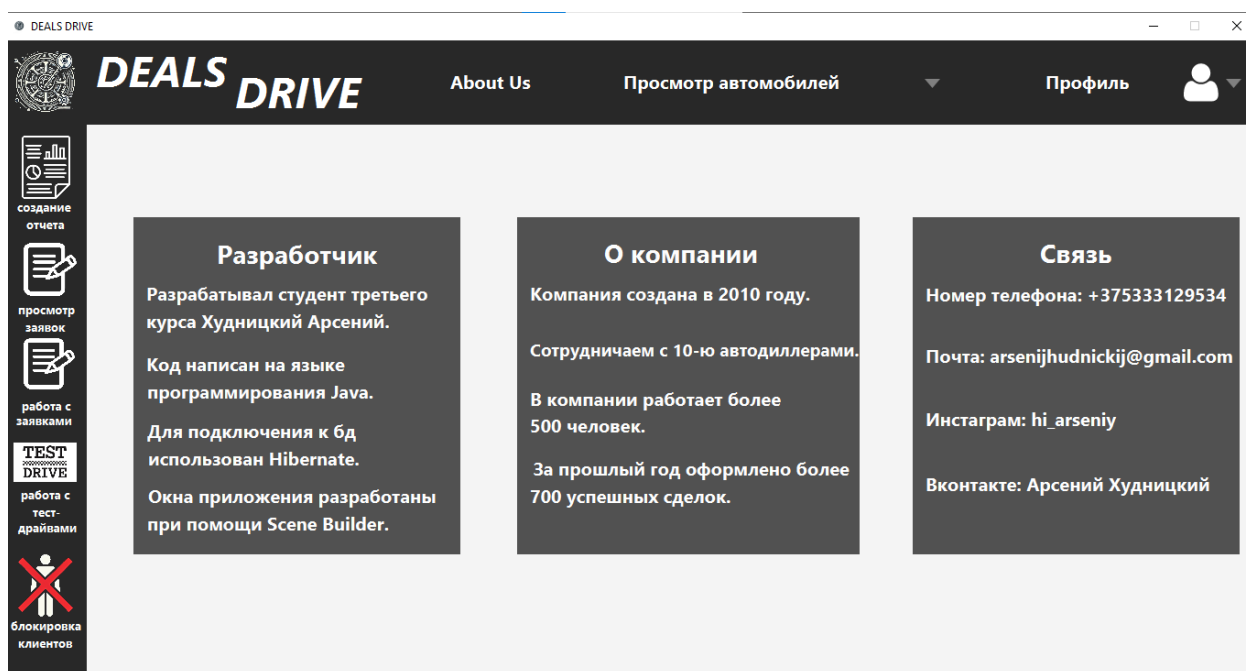 DEALS DRIVE
DEALS
DRIVE
About Us
Просмотр автомобилей
Профиль
создание
отчета
просмотр
заявок
работа с
заявками
TEST
DRIVE
работа с
тест-
драйвами
блокировка
клиентов
Разработчик
Разрабатывал студент третьего
курса Худницкий Арсений.
Код написан на языке
программирования Java.
Для подключения к бд
использован Hibernate.
Окна приложения разработаны
при помощи Scene Builder.
О компании
Компания создана в 2010 году.
Сотрудничаем с 10-ю автодиллерами.
В компании работает более
500 человек.
За прошлый год оформлено более
700 успешных сделок.
Связь
Номер телефона: +375333129534
Почта: arsenijhudnickij@gmail.com
Инстаграм: hi_arseniy
Вконтакте: Арсений Худницкий